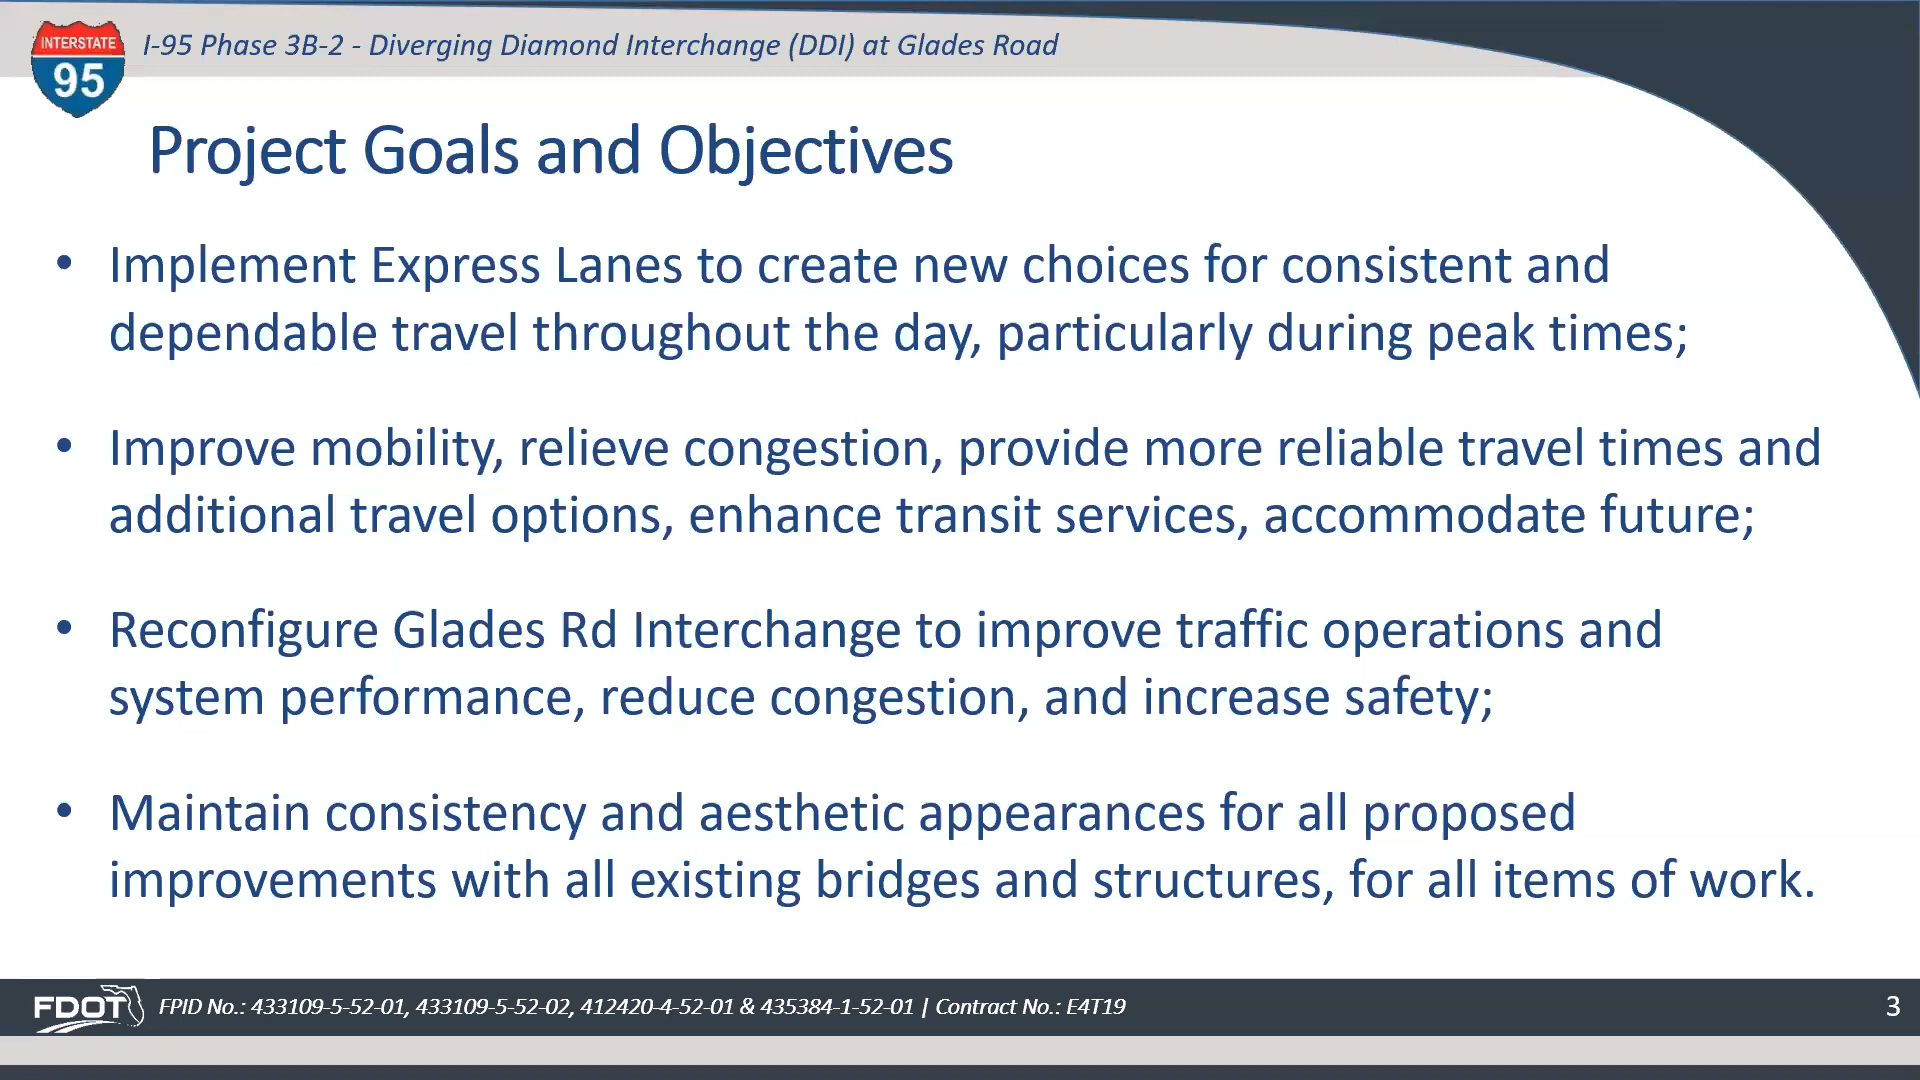 INTERSTATE
95
I-95 Phase 3B-2 - Diverging Diamond Interchange (DDI) at Glades Road
Project Goals and Objectives
• Implement Express Lanes to create new choices for consistent and
dependable travel throughout the day, particularly during peak times;
• Improve mobility, relieve congestion, provide more reliable travel times and
additional travel options, enhance transit services, accommodate future;
• Reconfigure Glades Rd Interchange to improve traffic operations and
system performance, reduce congestion, and increase safety;
• Maintain consistency and aesthetic appearances for all proposed
improvements with all existing bridges and structures, for all items of work.
FDOT
FPID No.: 433109-5-52-01, 433109-5-52-02, 412420-4-52-01 & 435384-1-52-01 | Contract No.: E4T19
3